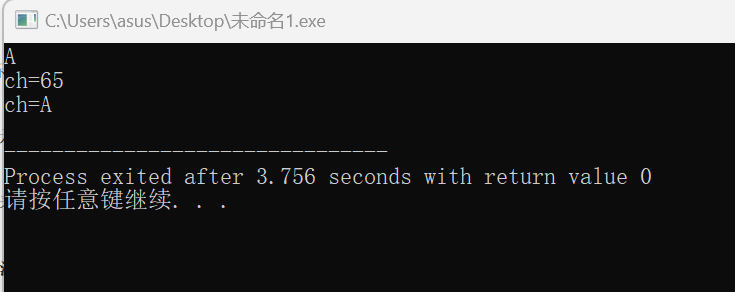 C:\Users\asus\Desktop\未命名1.exe
A
ch=65
ch=A
--------------------------------
Process exited after 3.756 seconds with return value 0
请按任意键继续. . .